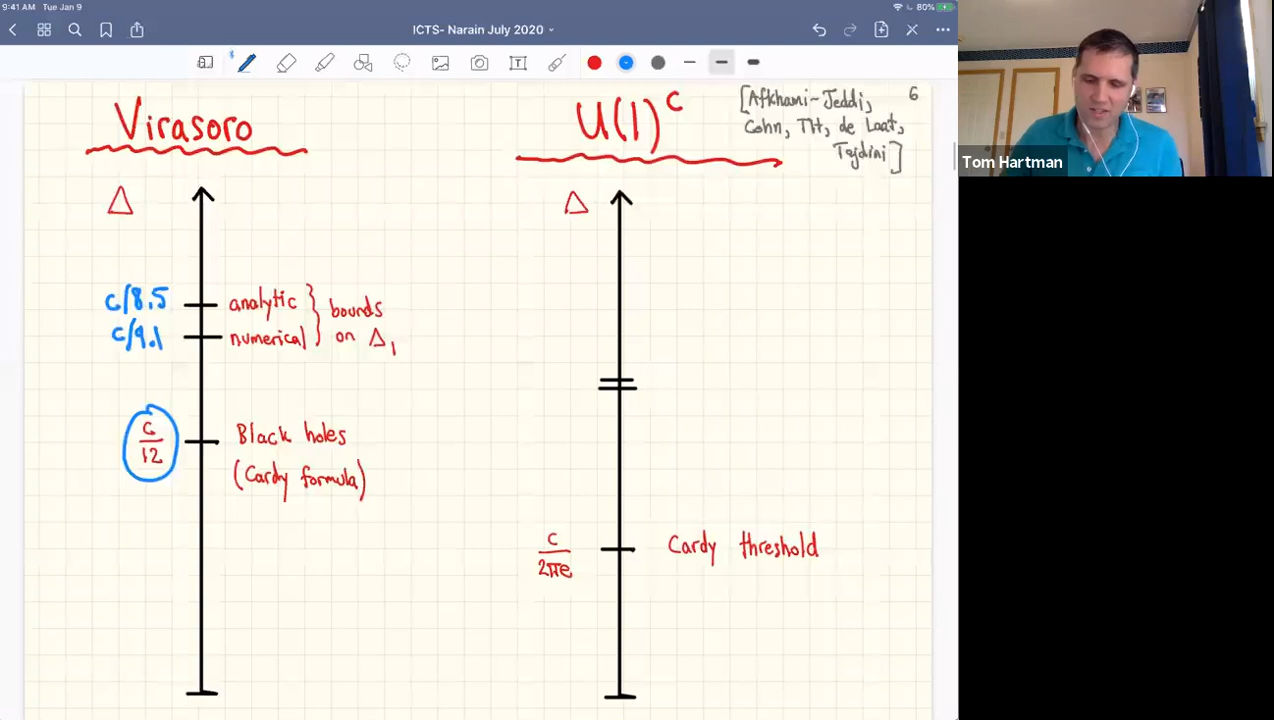 9:41 AM Tue Jan 9
80%
ICTS- Narain July 2020
T
Virasoro
U(1)^c
[Afkhami-Jeddi,
Cohn, TH, de Laat,
Tajdini]
6
Tom Hartman
Δ
c/8.5 analytic } bounds
c/9.1 numerical } on Δ₁
c/12 Black holes
(Cardy formula)
Δ
c/2πe Cardy threshold